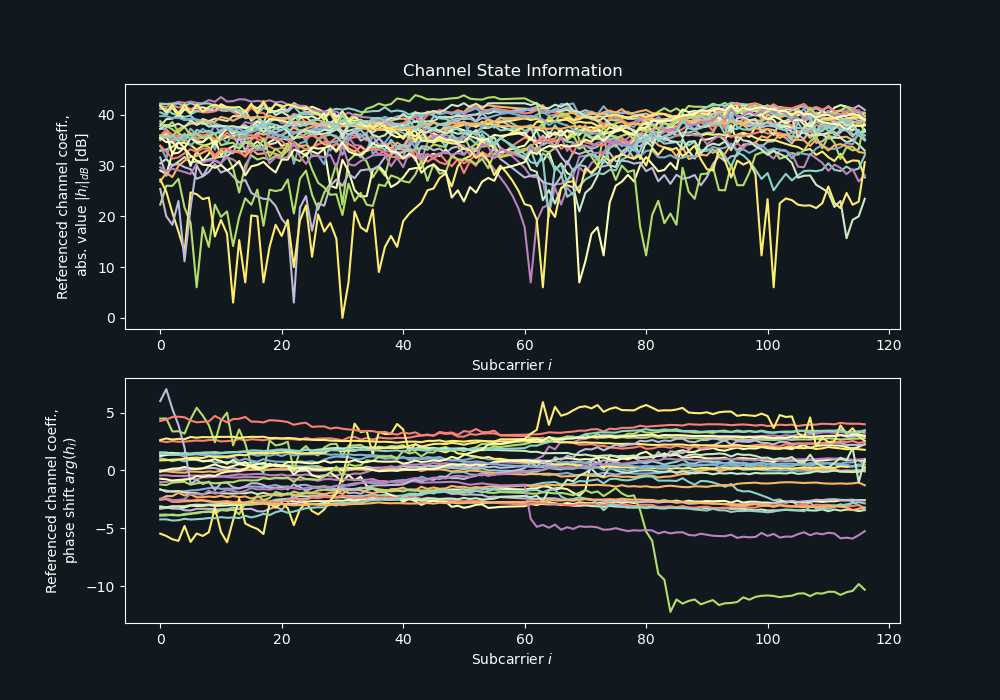 Channel State Information
Referenced channel coeff.,
abs. value |h_i|_dB [dB]
40
30
20
10
0
0 20 40 60 80 100 120
Subcarrier i
Referenced channel coeff.,
phase shift arg(h_i)
5
0
−5
−10
0 20 40 60 80 100 120
Subcarrier i